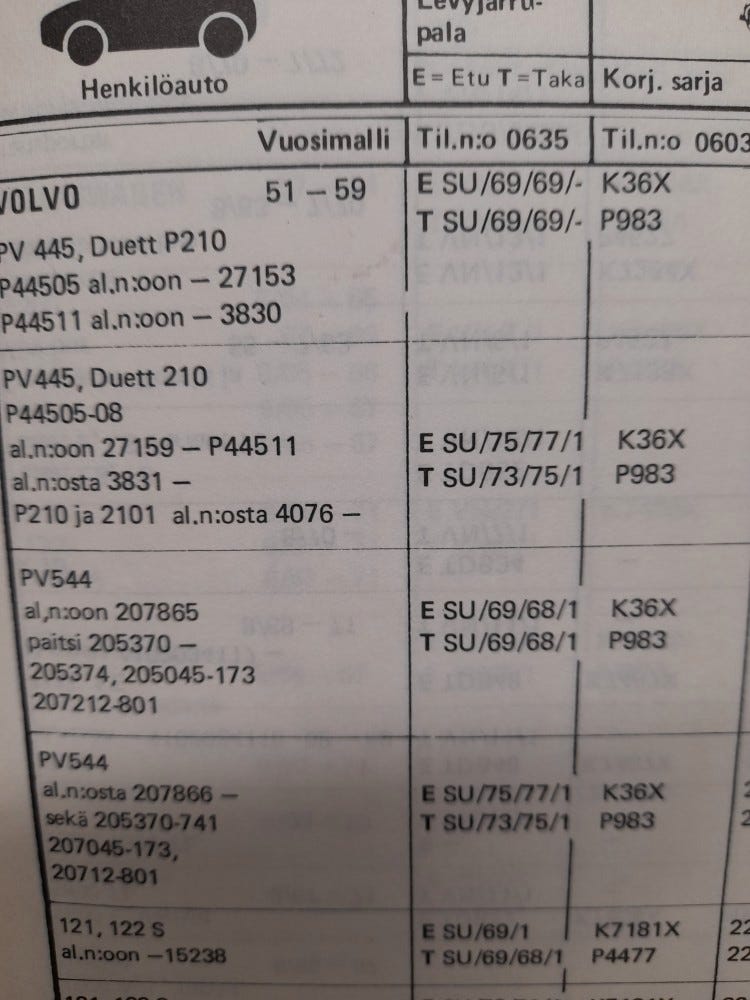 Levyjarru-
pala
Henkilöauto
E = Etu T = Taka Korj. sarja
Vuosimalli Til.n:o 0635 Til.n:o 0603
VOLVO 51 – 59 E SU/69/69/- K36X
T SU/69/69/- P983
PV 445, Duett P210
P44505 al.n:oon – 27153
P44511 al.n:oon – 3830
PV445, Duett 210
P44505-08
al.n:oon 27159 – P44511 E SU/75/77/1 K36X
al.n:osta 3831 – T SU/73/75/1 P983
P210 ja 2101 al.n:osta 4076 –
PV544
al,n:oon 207865 E SU/69/68/1 K36X
paitsi 205370 – T SU/69/68/1 P983
205374, 205045-173
207212-801
PV544
al.n:osta 207866 – E SU/75/77/1 K36X
sekä 205370-741 T SU/73/75/1 P983
207045-173,
20712-801
121, 122 S E SU/69/1 K7181X 22
al.n:oon –15238 T SU/69/68/1 P4477 22